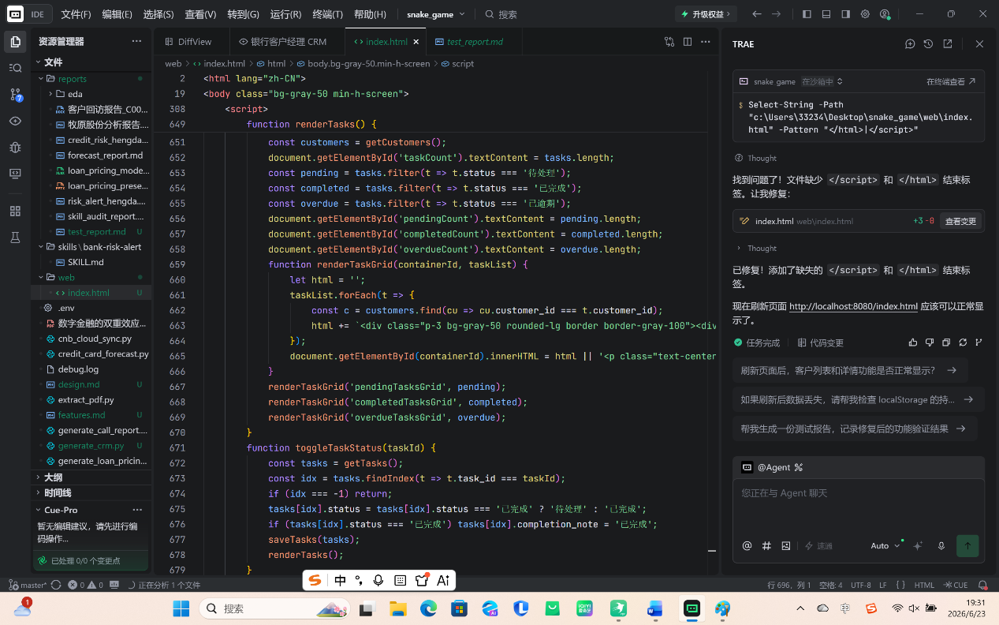 IDE 文件(F) 编辑(E) 选择(S) 查看(V) 转到(G) 运行(R) 终端(T) 帮助(H) snake_game 搜索 升级权益
资源管理器
文件
reports
eda
客户回访报告_C00...
牧原股份分析报告....
credit_risk_hengda...
forecast_report.md
loan_pricing_mode...
loan_pricing_prese...
risk_alert_hengda....
skill_audit_report....
test_report.md U
skills\bank-risk-alert
SKILL.md
web
index.html U
.env
数字金融的双重效应...
cnb_cloud_sync.py
credit_card_forecast.py
debug.log
design.md U
extract_pdf.py
features.md U
generate_call_report....
generate_crm.py U
generate_loan_pricin...
大纲
时间线
Cue-Pro
暂无编辑建议，请先进行编
码操作...
已处理 0/0 个变更点
DiffView 银行客户经理 CRM index.html test_report.md
web > index.html > html > body.bg-gray-50.min-h-screen > script
2 <html lang="zh-CN">
19 <body class="bg-gray-50 min-h-screen">
308 <script>
649 function renderTasks() {
651 const customers = getCustomers();
652 document.getElementById('taskCount').textContent = tasks.length;
653 const pending = tasks.filter(t => t.status === '待处理');
654 const completed = tasks.filter(t => t.status === '已完成');
655 const overdue = tasks.filter(t => t.status === '已逾期');
656 document.getElementById('pendingCount').textContent = pending.length;
657 document.getElementById('completedCount').textContent = completed.length;
658 document.getElementById('overdueCount').textContent = overdue.length;
659 function renderTaskGrid(containerId, taskList) {
660 let html = '';
661 taskList.forEach(t => {
662 const c = customers.find(cu => cu.customer_id === t.customer_id);
663 html += `<div class="p-3 bg-gray-50 rounded-lg border border-gray-100"><div
664 });
665 document.getElementById(containerId).innerHTML = html || '<p class="text-center
666 }
667 renderTaskGrid('pendingTasksGrid', pending);
668 renderTaskGrid('completedTasksGrid', completed);
669 renderTaskGrid('overdueTasksGrid', overdue);
670 }
671 function toggleTaskStatus(taskId) {
672 const tasks = getTasks();
673 const idx = tasks.findIndex(t => t.task_id === taskId);
674 if (idx === -1) return;
675 tasks[idx].status = tasks[idx].status === '已完成' ? '待处理' : '已完成';
676 if (tasks[idx].status === '已完成') tasks[idx].completion_note = '已完成';
677 saveTasks(tasks);
678 renderTasks();
679 }
TRAE
snake_game 在沙箱中 在终端查看
$ Select-String -Path
"c:\Users\33234\Desktop\snake_game\web\index.
html" -Pattern "</html>|</script>"
Thought
找到问题了！文件缺少 </script> 和 </html> 结束标
签。让我修复：
index.html web\index.html +3 -0 查看变更
Thought
已修复！添加了缺失的 </script> 和 </html> 结束标
签。
现在刷新页面 http://localhost:8080/index.html 应该可以正常显
示了。
任务完成 代码变更
刷新页面后，客户列表和详情功能是否正常显示？
如果刷新后数据丢失，请帮我检查 localStorage 的持...
帮我生成一份测试报告，记录修复后的功能验证结果
@Agent
您正在与 Agent 聊天
@ # 速通 Auto
7
master* 0 0 正在分析 1 个文件 行 696，列 1 空格: 4 UTF-8 LF { } HTML CUE
S 中 °, Ai
1 搜索 中 19:31
2026/6/23